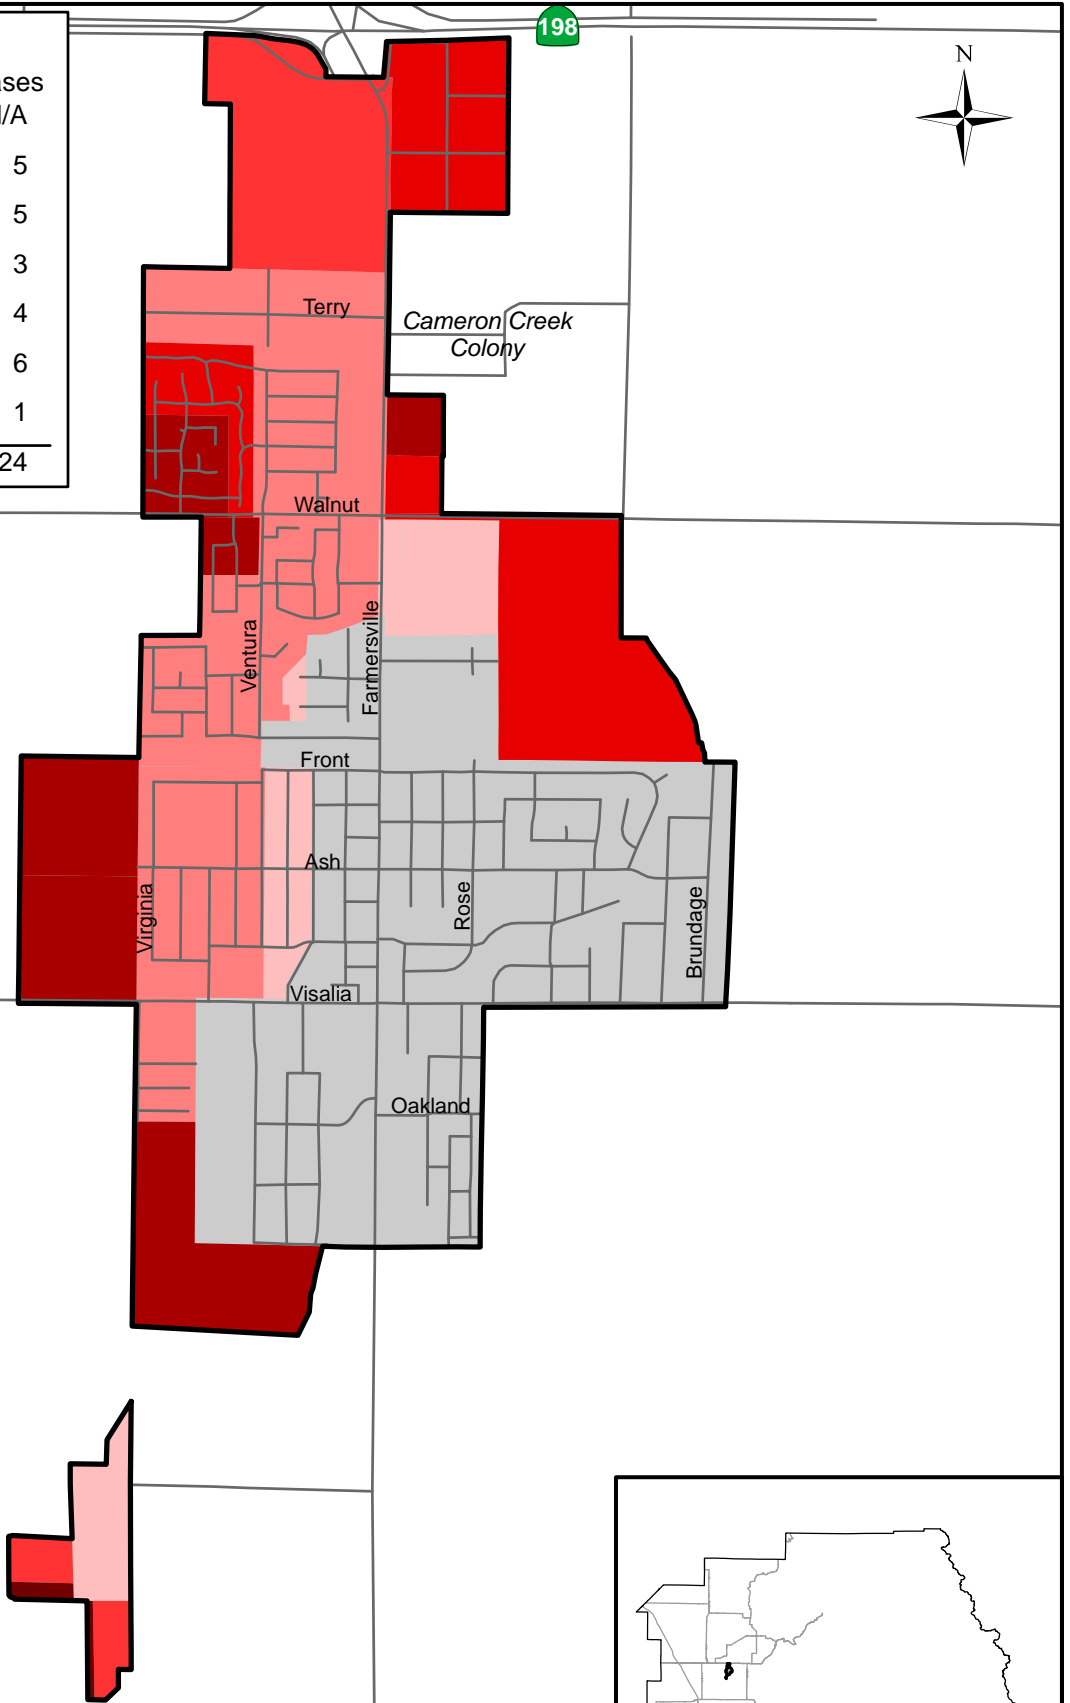 198
N
5
5
3
4
6
1
24
Terry
Cameron Creek
Colony
Walnut
Ventura
Farmersville
Front
Ash
Virginia
Rose
Brundage
Visalia
Oakland